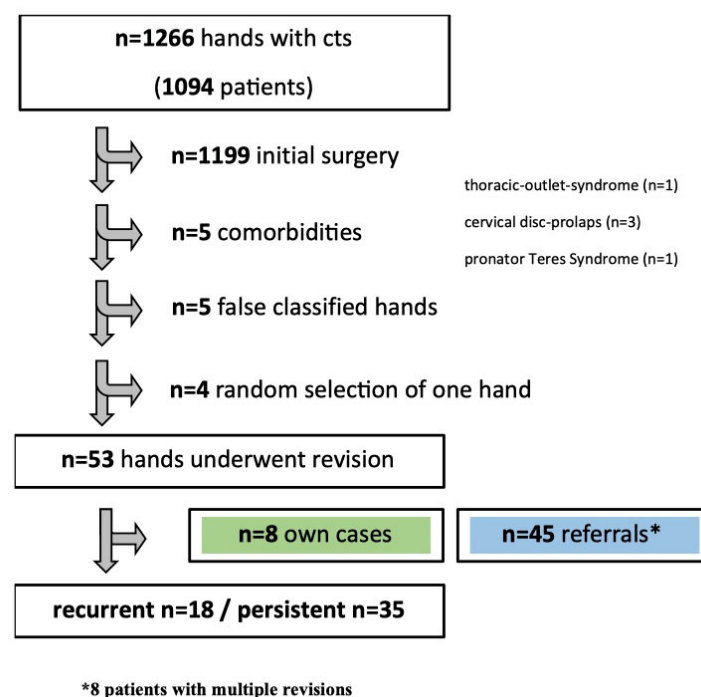 n=1266 hands with cts
(1094 patients)
n=1199 initial surgery
thoracic-outlet-syndrome (n=1)
cervical disc-prolaps (n=3)
pronator Teres Syndrome (n=1)
n=5 comorbidities
n=5 false classified hands
n=4 random selection of one hand
n=53 hands underwent revision
n=8 own cases
n=45 referrals*
recurrent n=18 / persistent n=35
*8 patients with multiple revisions